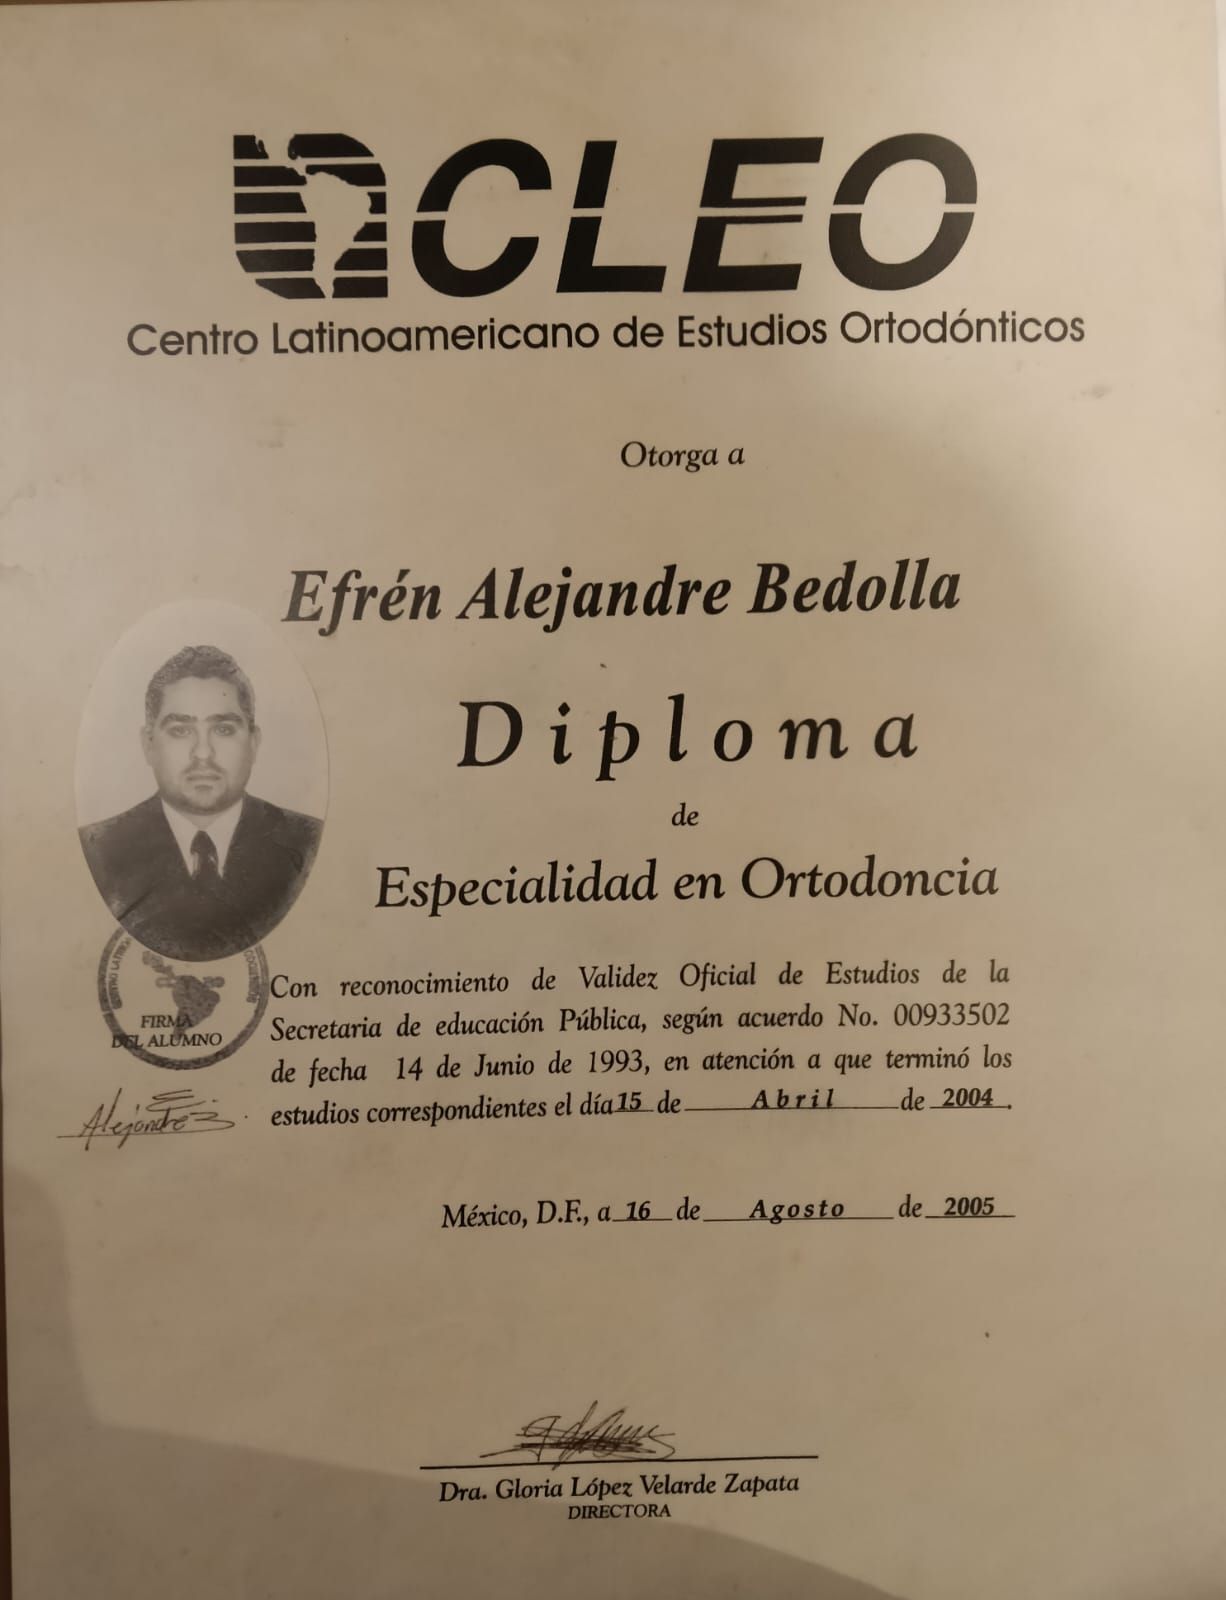 CLEO
Centro Latinoamericano de Estudios Ortodónticos
Otorga a
Efrén Alejandre Bedolla
Diploma
de
Especialidad en Ortodoncia
Con reconocimiento de Validez Oficial de Estudios de la
Secretaria de educación Pública, según acuerdo No. 00933502
de fecha 14 de Junio de 1993, en atención a que terminó los
estudios correspondientes el día 15 de Abril de 2004.
FIRMA
DEL ALUMNO
Alejandre B.
México, D.F., a 16 de Agosto de 2005
Dra. Gloria López Velarde Zapata
DIRECTORA